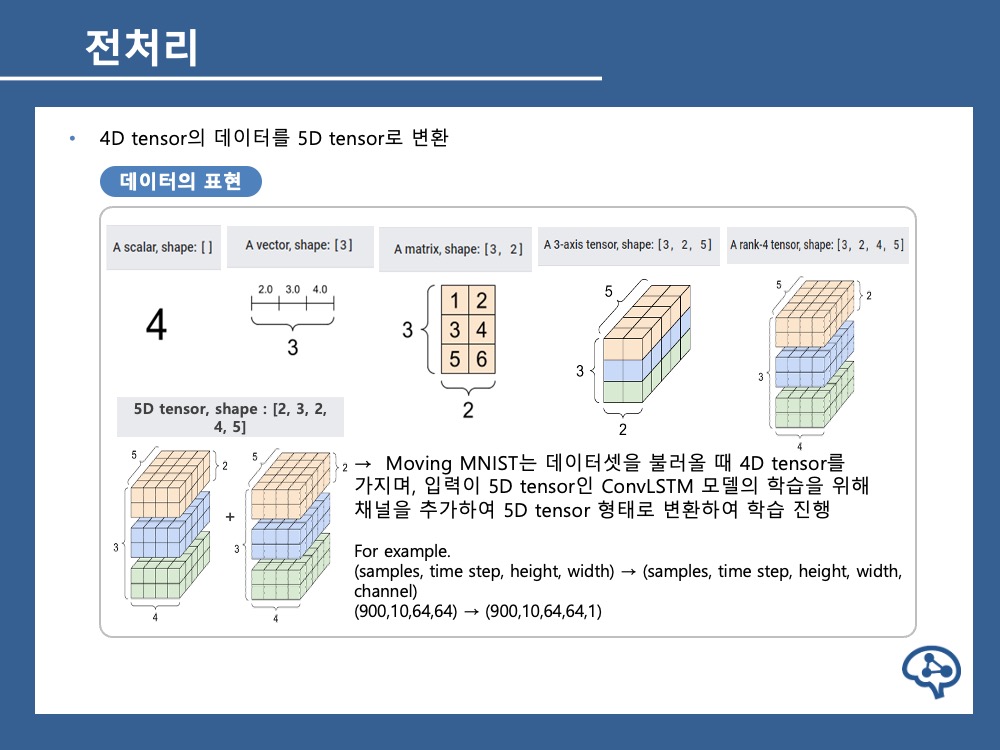 전처리
• 4D tensor의 데이터를 5D tensor로 변환
데이터의 표현
A scalar, shape: [ ]
A vector, shape: [3]
A matrix, shape: [3, 2]
A 3-axis tensor, shape: [3, 2, 5]
A rank-4 tensor, shape: [3, 2, 4, 5]
4
2.0 3.0 4.0
3
3
1 2
3 4
5 6
2
5
3
2
5
2
3
4
5D tensor, shape : [2, 3, 2,
4, 5]
5
2
3
4
+
5
2
3
4
→ Moving MNIST는 데이터셋을 불러올 때 4D tensor를
가지며, 입력이 5D tensor인 ConvLSTM 모델의 학습을 위해
채널을 추가하여 5D tensor 형태로 변환하여 학습 진행
For example.
(samples, time step, height, width) → (samples, time step, height, width,
channel)
(900,10,64,64) → (900,10,64,64,1)